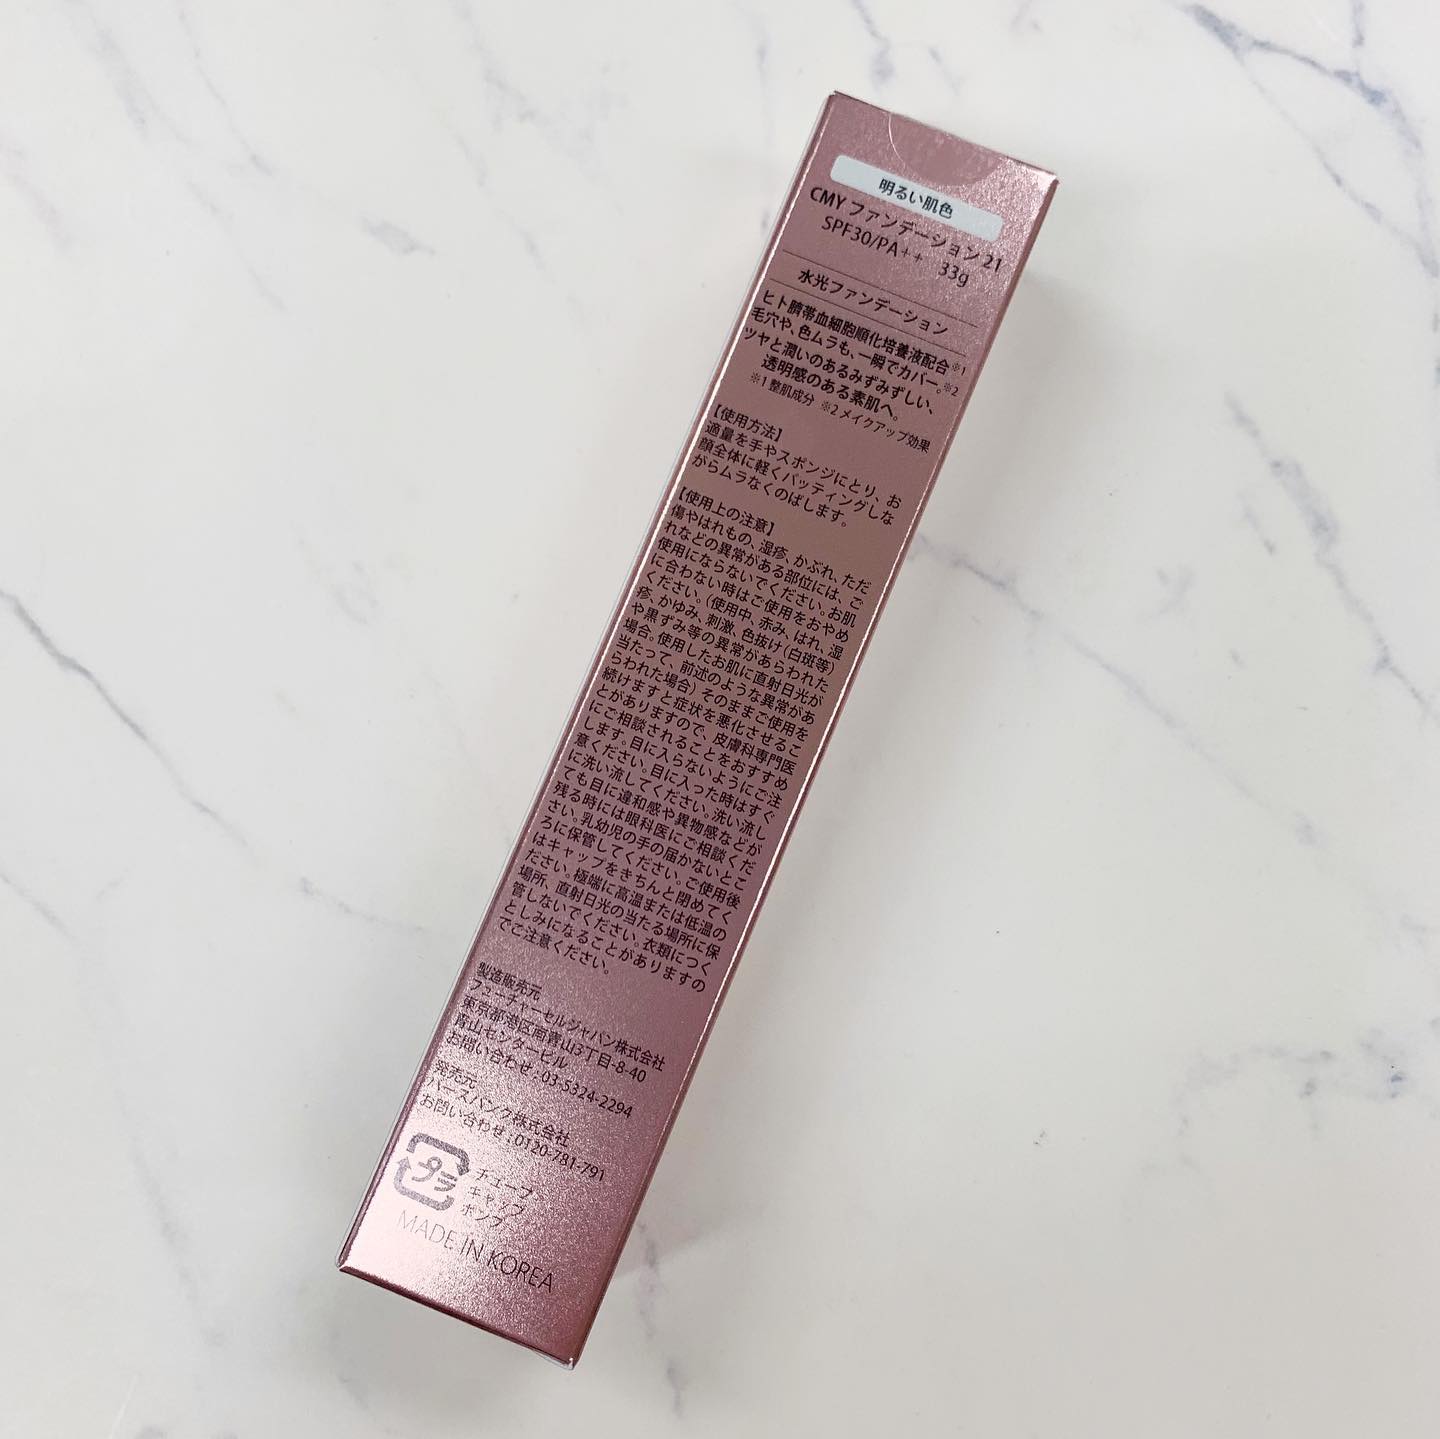 明るい肌色
CMY ファンデーション 21
SPF30/PA++ 33g
水光ファンデーション
ヒト臍帯血細胞順化培養液配合※1
毛穴や、色ムラも、一瞬でカバー。※2
ツヤと潤いのあるみずみずしい、
透明感のある素肌へ。
※1 整肌成分 ※2 メイクアップ効果
【使用方法】
適量を手やスポンジにとり、お
顔全体に軽くパッティングしな
がらムラなくのばします。
【使用上の注意】
傷やはれもの、湿疹、かぶれ、ただ
れなどの異常がある部位には、ご
使用にならないでください。お肌
に合わない時はご使用をおやめ
ください。(使用中、赤み、はれ、湿
疹、かゆみ、刺激、色抜け(白斑等)
や黒ずみ等の異常があらわれた
場合。使用したお肌に直射日光が
当たって、前述のような異常があ
らわれた場合)そのままご使用を
続けますと症状を悪化させるこ
とがありますので、皮膚科専門医
にご相談されることをおすすめ
します。目に入らないようにご注
意ください。目に入った時はすぐ
に洗い流してください。洗い流し
ても目に違和感や異物感などが
残る時には眼科医にご相談くだ
さい。乳幼児の手の届かないとこ
ろに保管してください。ご使用後
はキャップをきちんと閉めてく
ださい。極端に高温または低温の
場所、直射日光の当たる場所に保
管しないでください。衣類につく
としみになることがありますの
でご注意ください。
製造販売元
フューチャーセルジャパン株式会社
東京都港区南青山3丁目-8-40
青山センタービル
お問い合わせ : 03-5324-2294
発売元
バースバンク株式会社
お問い合わせ : 0120-781-791
プラ
チューブ
キャップ
ポンプ
MADE IN KOREA